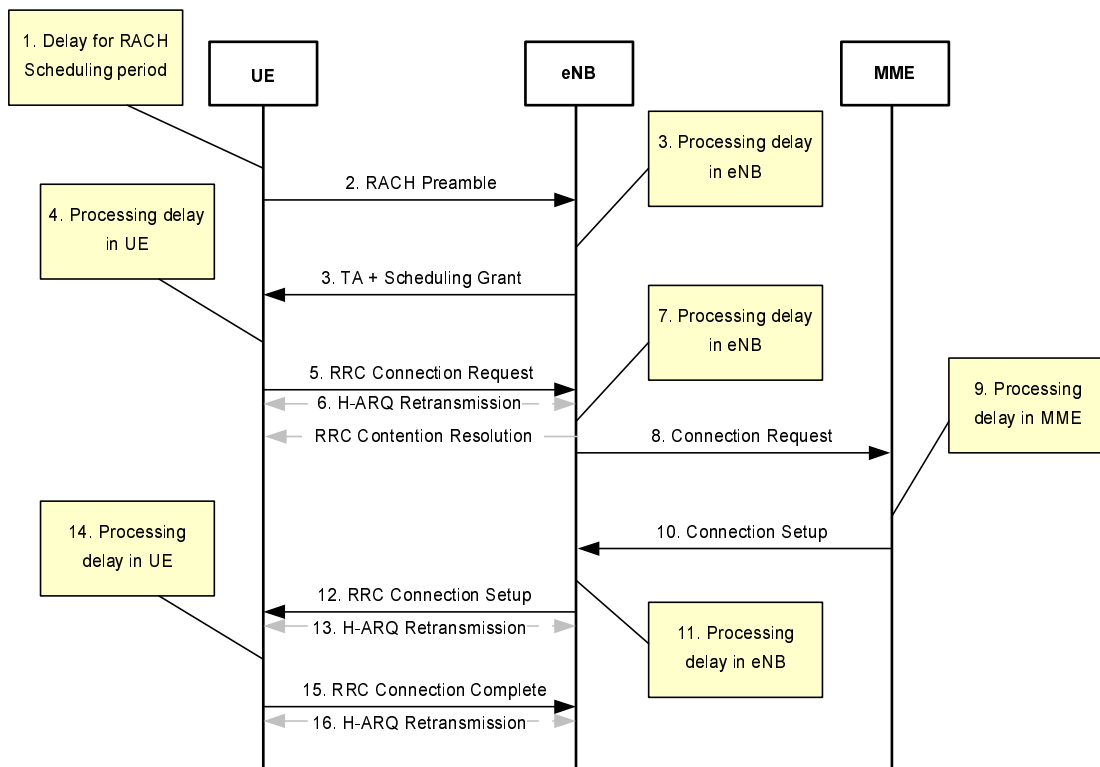 1. Delay for RACH
Scheduling period
UE
eNB
MME
3. Processing delay
in eNB
2. RACH Preamble
4. Processing delay
in UE
3. TA + Scheduling Grant
7. Processing delay
in eNB
5. RRC Connection Request
6. H-ARQ Retransmission
9. Processing
delay in MME
RRC Contention Resolution
8. Connection Request
14. Processing
delay in UE
10. Connection Setup
12. RRC Connection Setup
13. H-ARQ Retransmission
11. Processing
delay in eNB
15. RRC Connection Complete
16. H-ARQ Retransmission